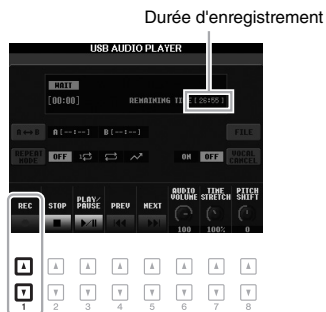 Durée d'enregistrement
USB AUDIO PLAYER
WAIT
[00:00]
REMAINING TIME[26:55]
A↔B A[--:--] B[--:--] FILE
REPEAT MODE OFF ON OFF VOCAL CANCEL
REC STOP PLAY/PAUSE PREV NEXT AUDIO VOLUME TIME STRETCH PITCH SHIFT
100 100% 0
1 2 3 4 5 6 7 8